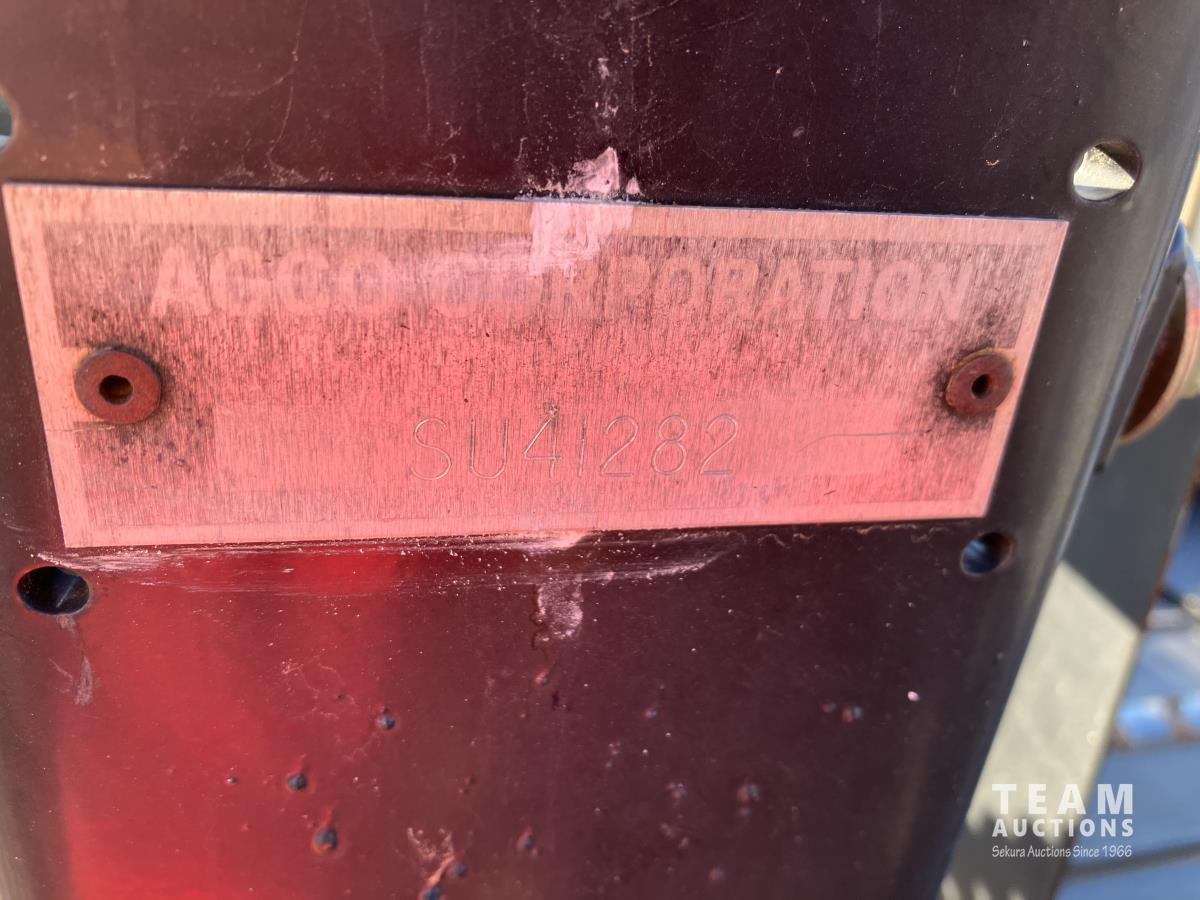 AGCO CORPORATION
SU41282
TEAM
AUCTIONS
Sekura Auctions Since 1966